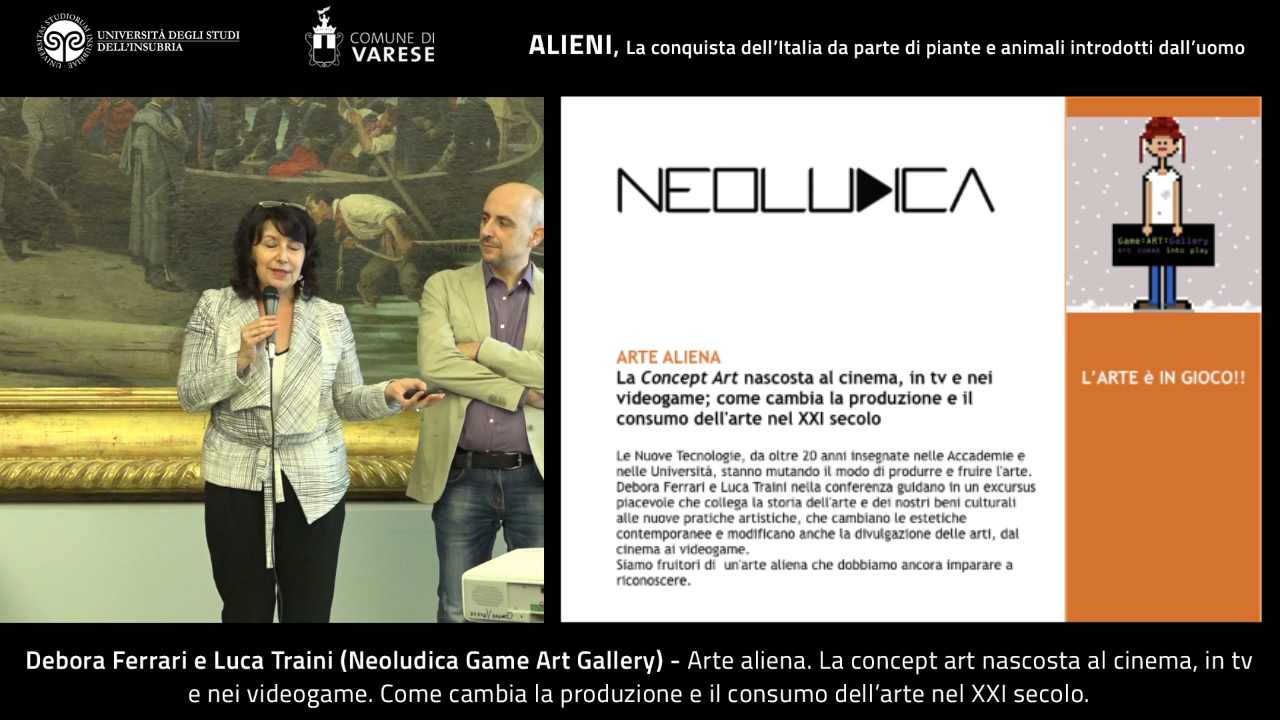 UNIVERSITÀ DEGLI STUDI
DELL'INSUBRIA
COMUNE DI
VARESE
ALIENI, La conquista dell'Italia da parte di piante e animali introdotti dall'uomo
NEOLUDICA
Game:ART:Gallery
Art comes into play
ARTE ALIENA
La Concept Art nascosta al cinema, in tv e nei
videogame; come cambia la produzione e il
consumo dell'arte nel XXI secolo
L'ARTE è IN GIOCO!!
Le Nuove Tecnologie, da oltre 20 anni insegnate nelle Accademie e
nelle Università, stanno mutando il modo di produrre e fruire l'arte.
Debora Ferrari e Luca Traini nella conferenza guidano in un excursus
piacevole che collega la storia dell'arte e dei nostri beni culturali
alle nuove pratiche artistiche, che cambiano le estetiche
contemporanee e modificano anche la divulgazione delle arti, dal
cinema ai videogame.
Siamo fruitori di un'arte aliena che dobbiamo ancora imparare a
riconoscere.
Debora Ferrari e Luca Traini (Neoludica Game Art Gallery) - Arte aliena. La concept art nascosta al cinema, in tv
e nei videogame. Come cambia la produzione e il consumo dell'arte nel XXI secolo.